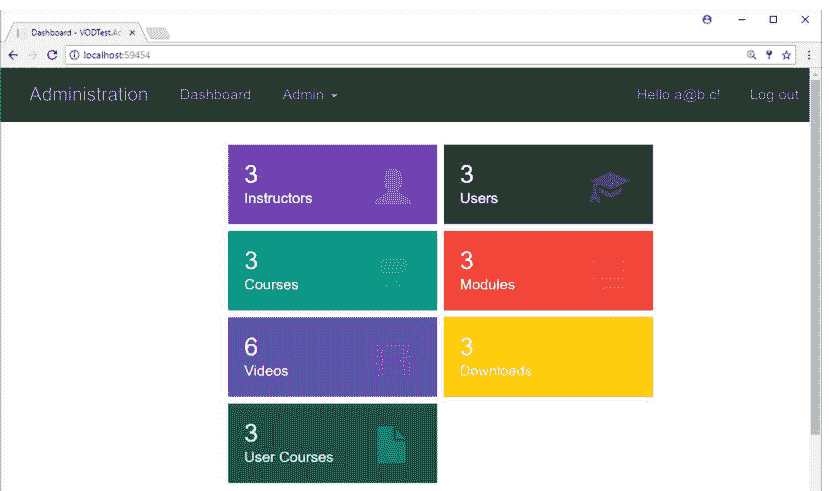 Dashboard - VODTest.Ad
localhost:59454
Administration Dashboard Admin Hello a@b.c! Log out
3
Instructors
3
Users
3
Courses
3
Modules
6
Videos
3
Downloads
3
User Courses